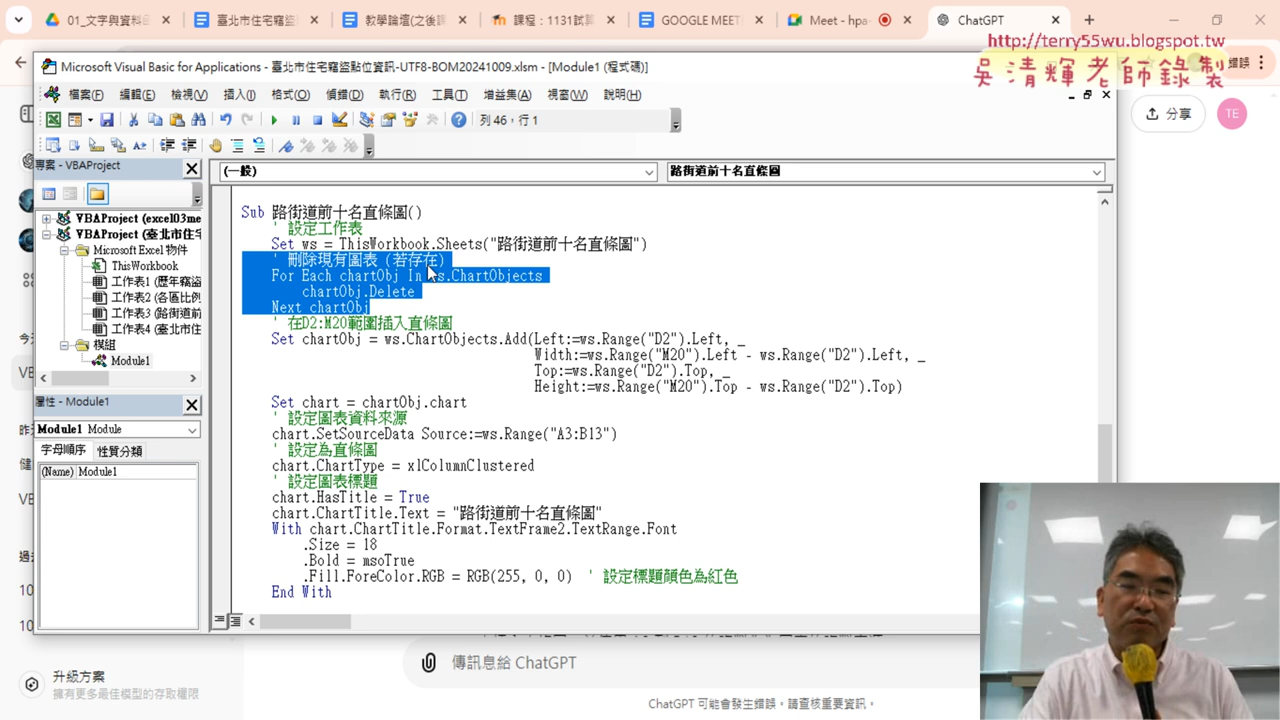 01_文字與資料
臺北市住宅竊盜
教學論壇(之後
課程：1131試
GOOGLE MEET
Meet - hpa
ChatGPT
http://terry55wu.blogspot.tw
吳清輝老師錄製
Microsoft Visual Basic for Applications - 臺北市住宅竊盜點位資訊-UTF8-BOM20241009.xlsm - [Module1 (程式碼)]
檔案(F) 編輯(E) 檢視(V) 插入(I) 格式(O) 偵錯(D) 執行(R) 工具(T) 增益集(A) 視窗(W) 說明(H)
分享
TE
列 46，行 1
專案 - VBAProject
(一般)
路街道前十名直條圖
VBAProject (excel03me
VBAProject (臺北市住宅
Microsoft Excel 物件
ThisWorkbook
工作表1 (歷年竊盜
工作表2 (各區比例
工作表3 (路街道前
工作表4 (臺北市住
模組
Module1
屬性 - Module1
Module1 Module
字母順序 性質分類
(Name) Module1
Sub 路街道前十名直條圖()
' 設定工作表
Set ws = ThisWorkbook.Sheets("路街道前十名直條圖")
' 刪除現有圖表（若存在）
For Each chartObj In ws.ChartObjects
chartObj.Delete
Next chartObj
' 在D2:M20範圍插入直條圖
Set chartObj = ws.ChartObjects.Add(Left:=ws.Range("D2").Left, _
Width:=ws.Range("M20").Left - ws.Range("D2").Left, _
Top:=ws.Range("D2").Top, _
Height:=ws.Range("M20").Top - ws.Range("D2").Top)
Set chart = chartObj.chart
' 設定圖表資料來源
chart.SetSourceData Source:=ws.Range("A3:B13")
' 設定為直條圖
chart.ChartType = xlColumnClustered
' 設定圖表標題
chart.HasTitle = True
chart.ChartTitle.Text = "路街道前十名直條圖"
With chart.ChartTitle.Format.TextFrame2.TextRange.Font
.Size = 18
.Bold = msoTrue
.Fill.ForeColor.RGB = RGB(255, 0, 0) ' 設定標題顏色為紅色
End With
傳訊息給 ChatGPT
升級方案
擁有更多最佳模型的存取權限
ChatGPT 可能會發生錯誤。請查核重要資訊。